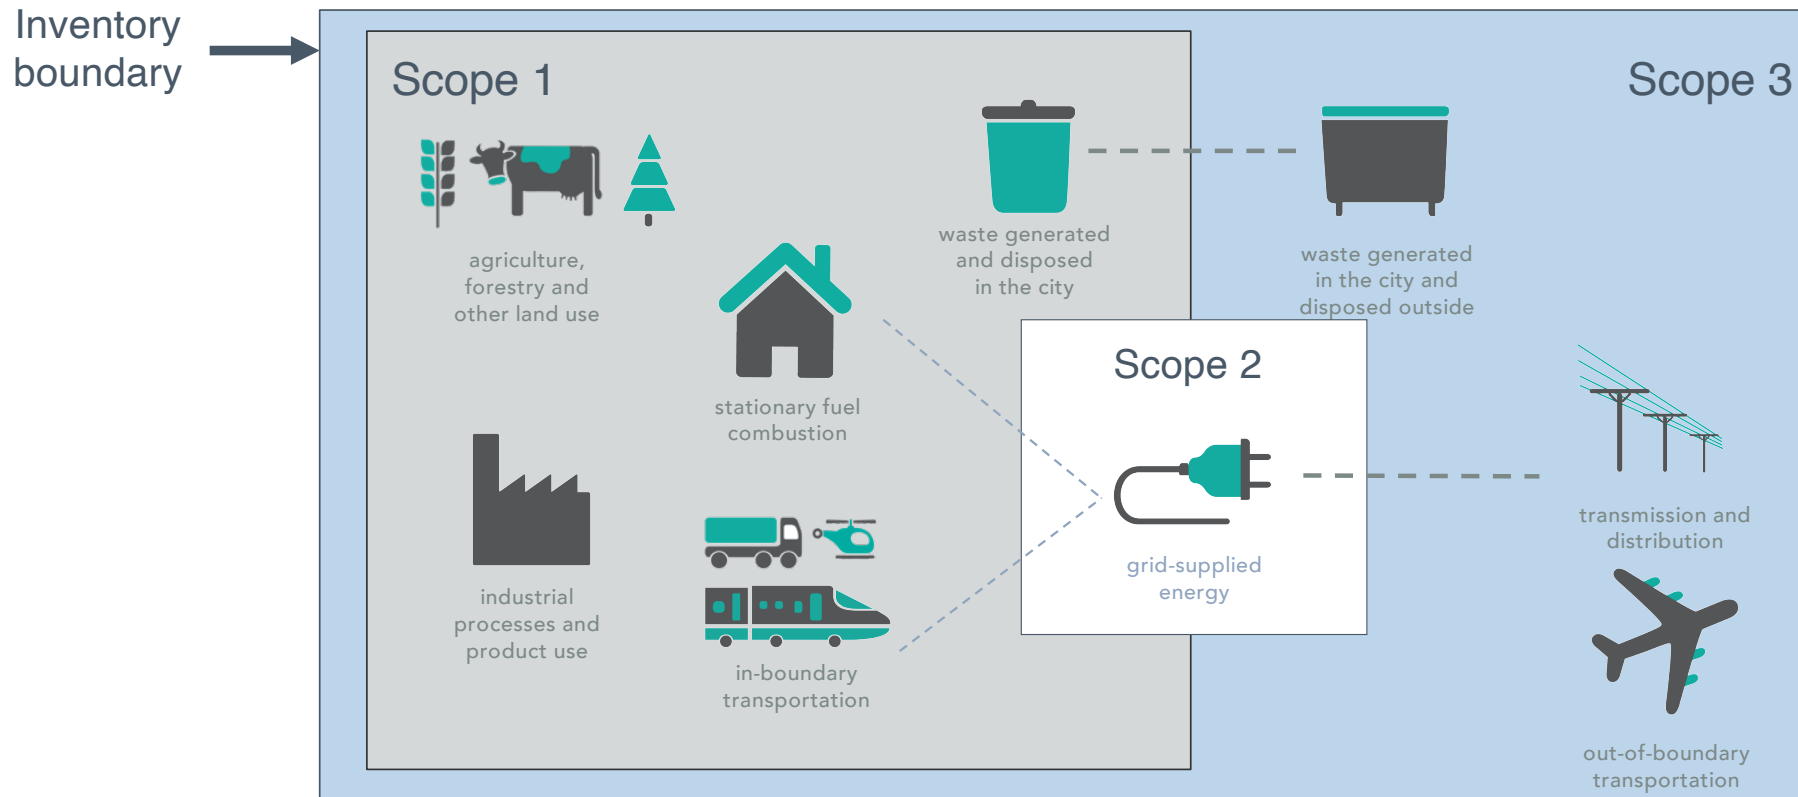 Inventory
boundary
Scope 1
Scope 3
agriculture,
forestry and
other land use
waste generated
and disposed
in the city
waste generated
in the city and
disposed outside
Scope 2
stationary fuel
combustion
grid-supplied
energy
transmission and
distribution
industrial
processes and
product use
in-boundary
transportation
out-of-boundary
transportation